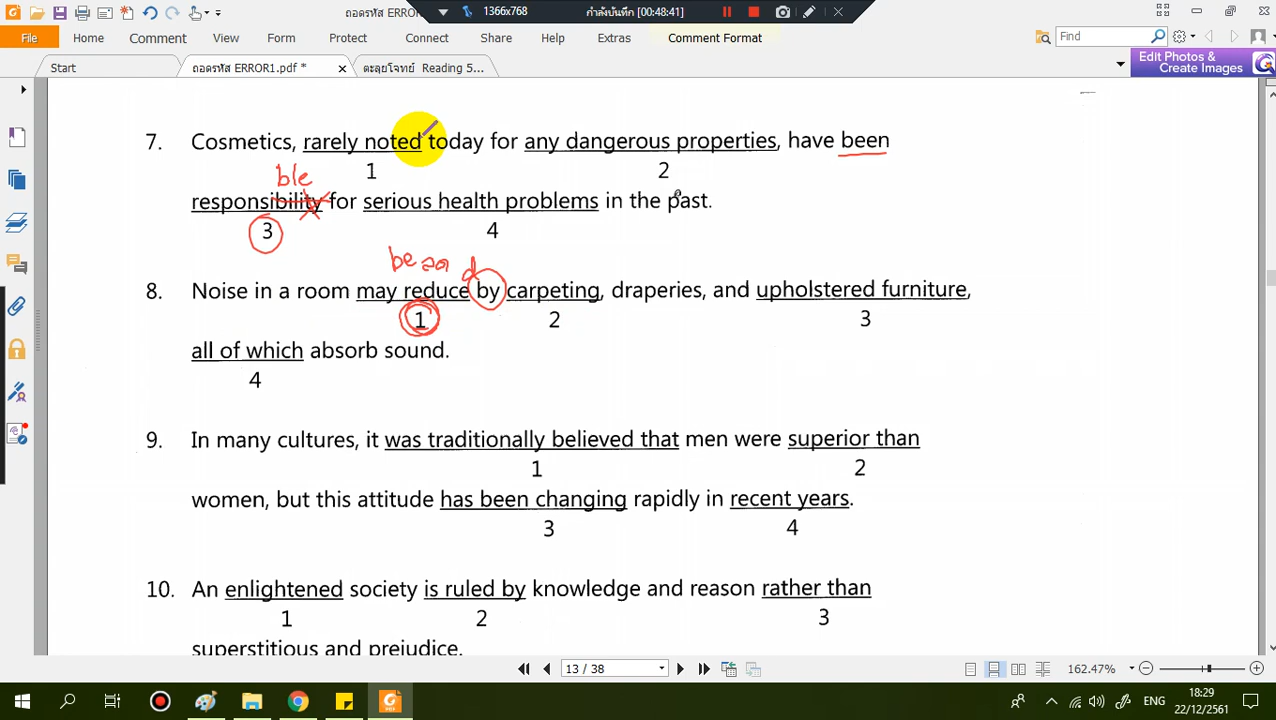 1366x768
กำลังบันทึก [00:48:41]
ถอดรหัส ERROR
File Home Comment View Form Protect Connect Share Help Extras Comment Format
Find
Start
ถอดรหัส ERROR1.pdf *
ตะลุยโจทย์ Reading 5...
Edit Photos &
Create Images
7. Cosmetics, rarely noted today for any dangerous properties, have been
1 2
ble
responsibility for serious health problems in the past.
3 4
be
d
8. Noise in a room may reduce by carpeting, draperies, and upholstered furniture,
1 2 3
all of which absorb sound.
4
9. In many cultures, it was traditionally believed that men were superior than
1 2
women, but this attitude has been changing rapidly in recent years.
3 4
10. An enlightened society is ruled by knowledge and reason rather than
1 2 3
superstitious and prejudice.
13 / 38
162.47%
ENG
18:29
22/12/2561